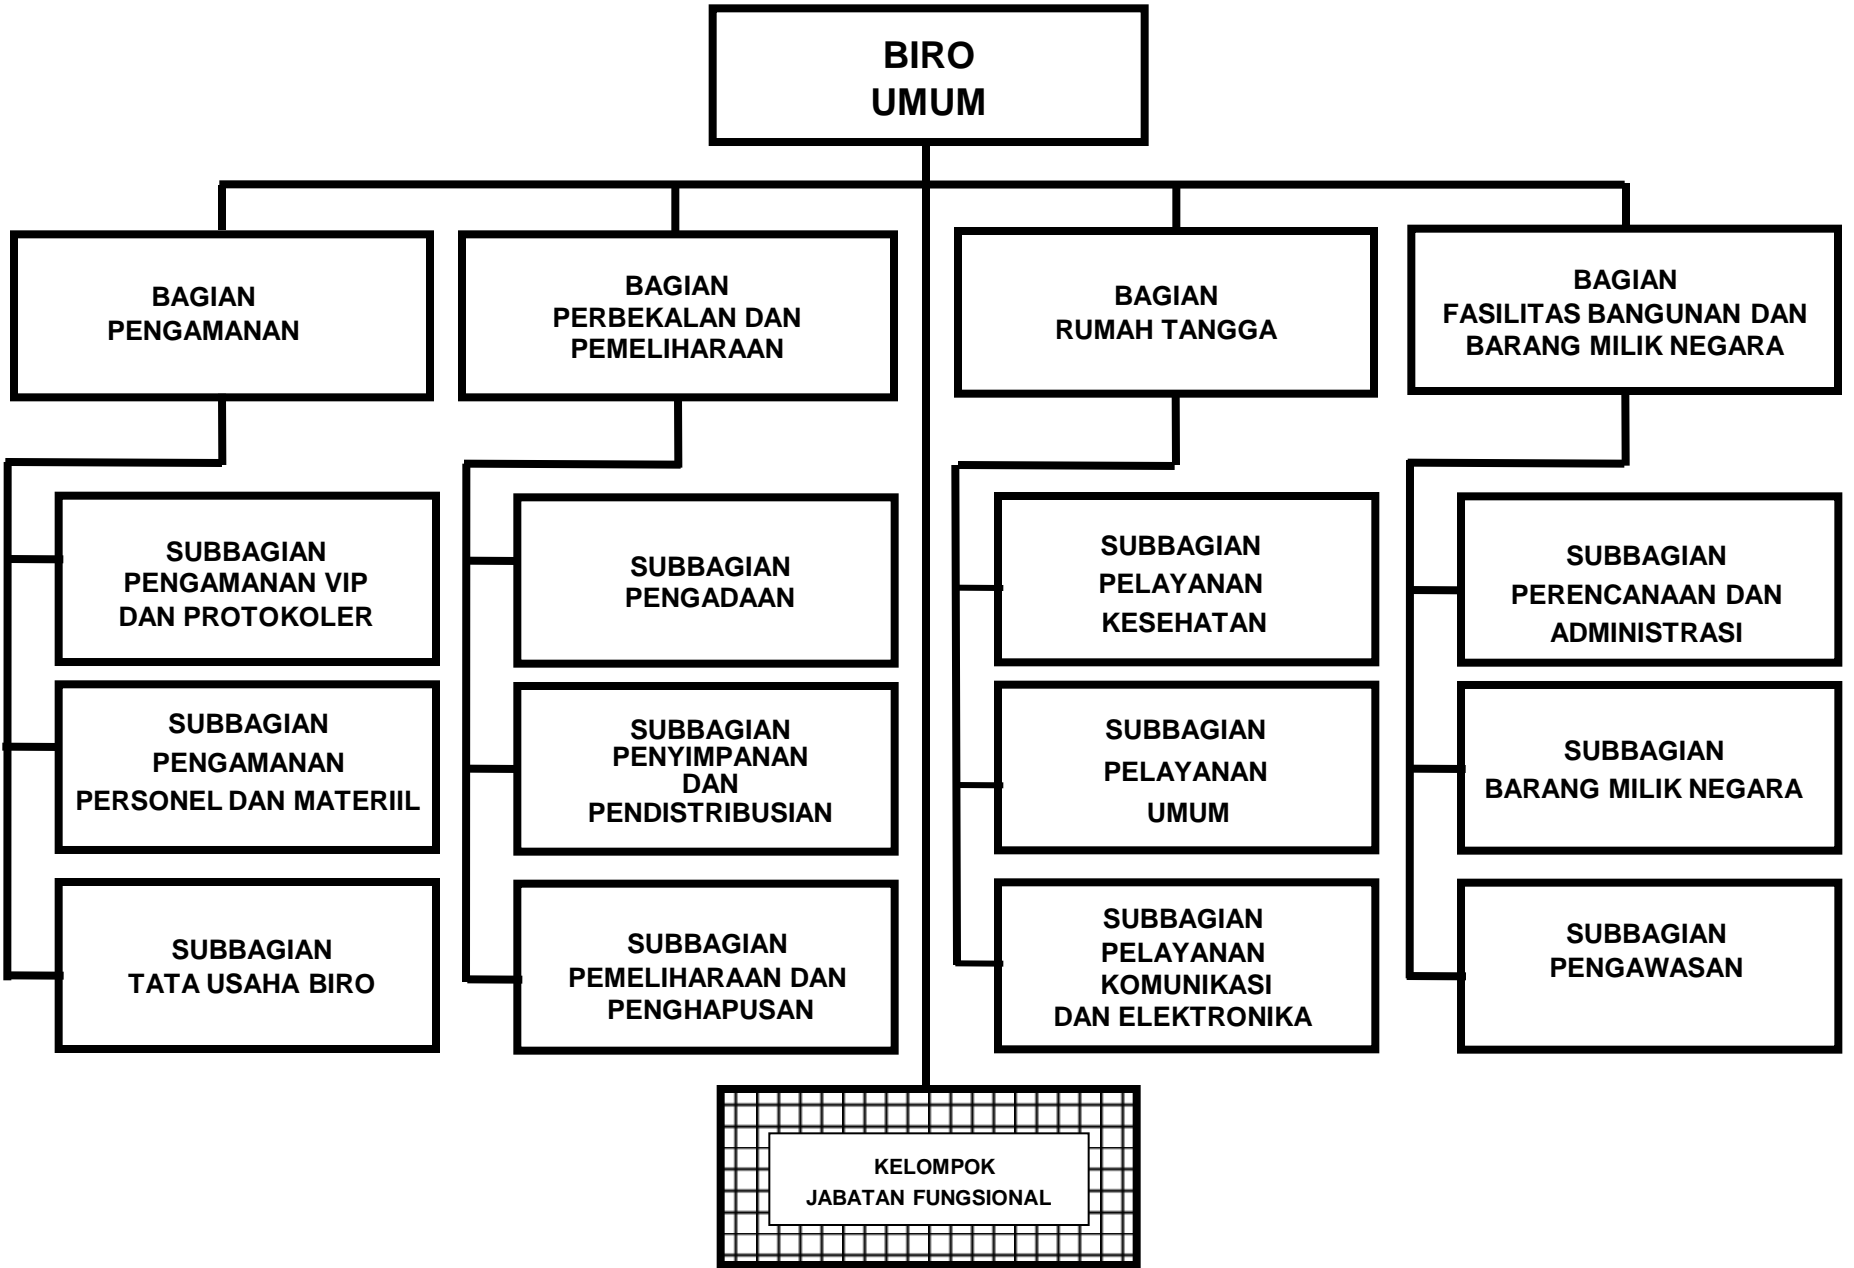 BIRO
UMUM
BAGIAN
PENGAMANAN
BAGIAN
PERBEKALAN DAN
PEMELIHARAAN
BAGIAN
RUMAH TANGGA
BAGIAN
FASILITAS BANGUNAN DAN
BARANG MILIK NEGARA
SUBBAGIAN
PENGAMANAN VIP
DAN PROTOKOLER
SUBBAGIAN
PENGADAAN
SUBBAGIAN
PELAYANAN
KESEHATAN
SUBBAGIAN
PERENCANAAN DAN
ADMINISTRASI
SUBBAGIAN
PENGAMANAN
PERSONEL DAN MATERIIL
SUBBAGIAN
PENYIMPANAN
DAN
PENDISTRIBUSIAN
SUBBAGIAN
PELAYANAN
UMUM
SUBBAGIAN
BARANG MILIK NEGARA
SUBBAGIAN
TATA USAHA BIRO
SUBBAGIAN
PEMELIHARAAN DAN
PENGHAPUSAN
SUBBAGIAN
PELAYANAN
KOMUNIKASI
DAN ELEKTRONIKA
SUBBAGIAN
PENGAWASAN
KELOMPOK
JABATAN FUNGSIONAL